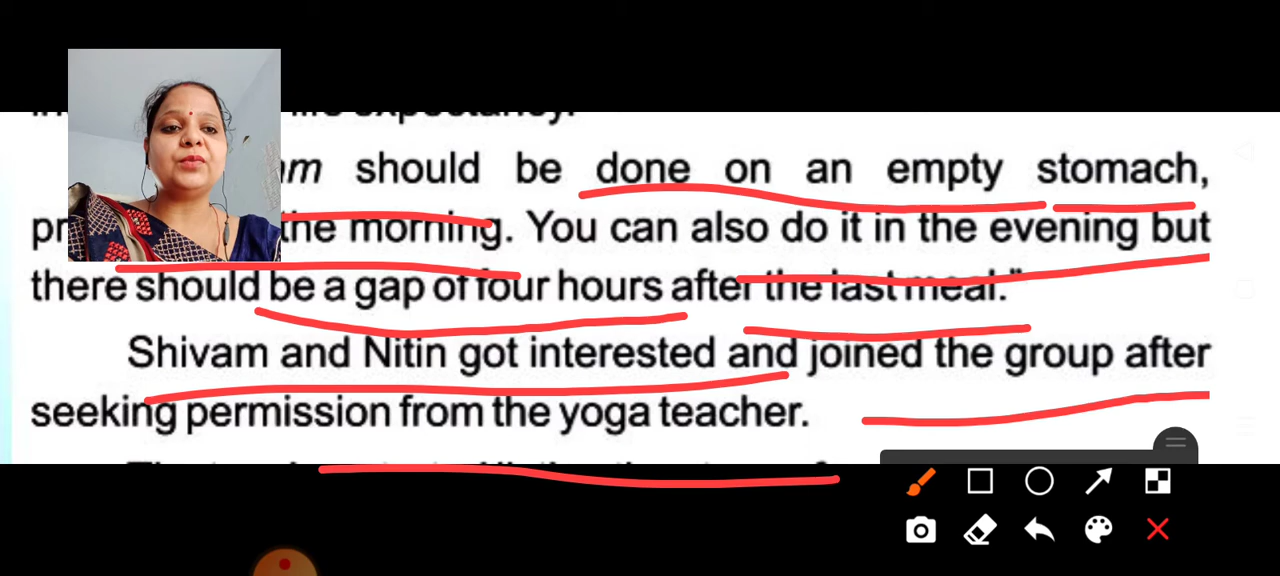 life expectancy.
should be done on an empty stomach,
the morning. You can also do it in the evening but
there should be a gap of four hours after the last meal."
Shivam and Nitin got interested and joined the group after
seeking permission from the yoga teacher.